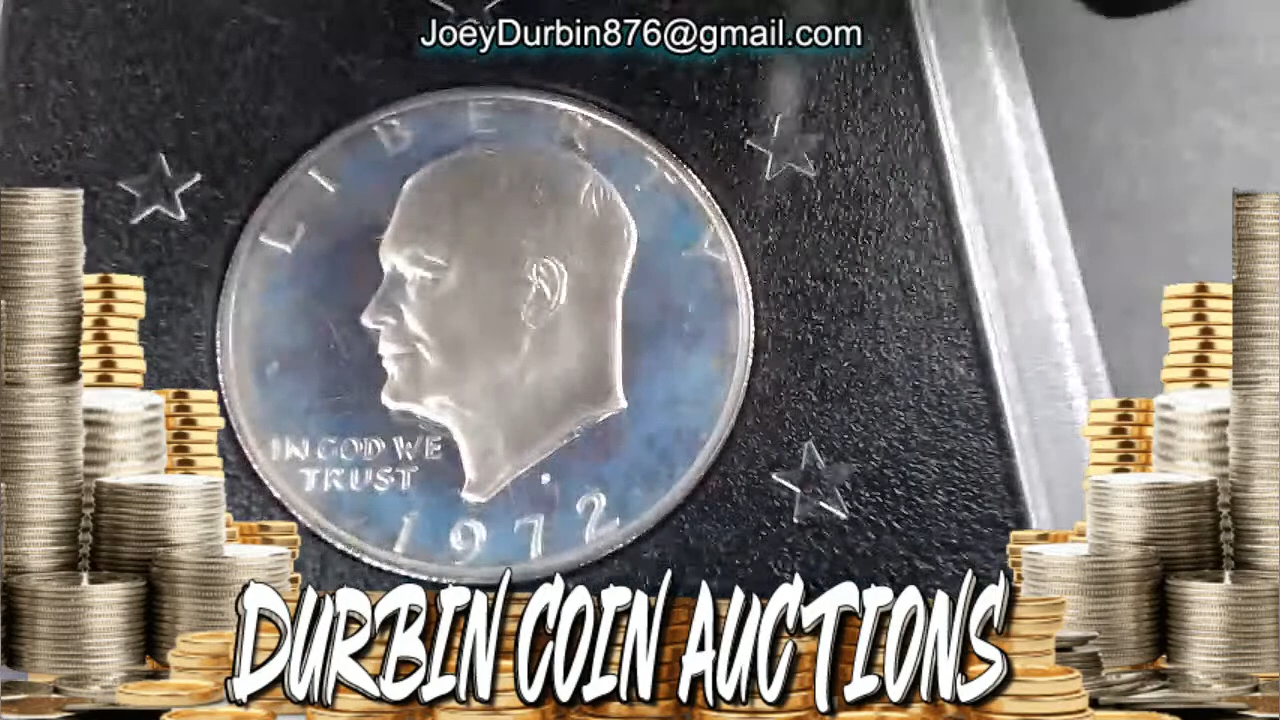 JoeyDurbin876@gmail.com
LIBERTY
IN GOD WE
TRUST
1972
DURBIN COIN AUCTIONS